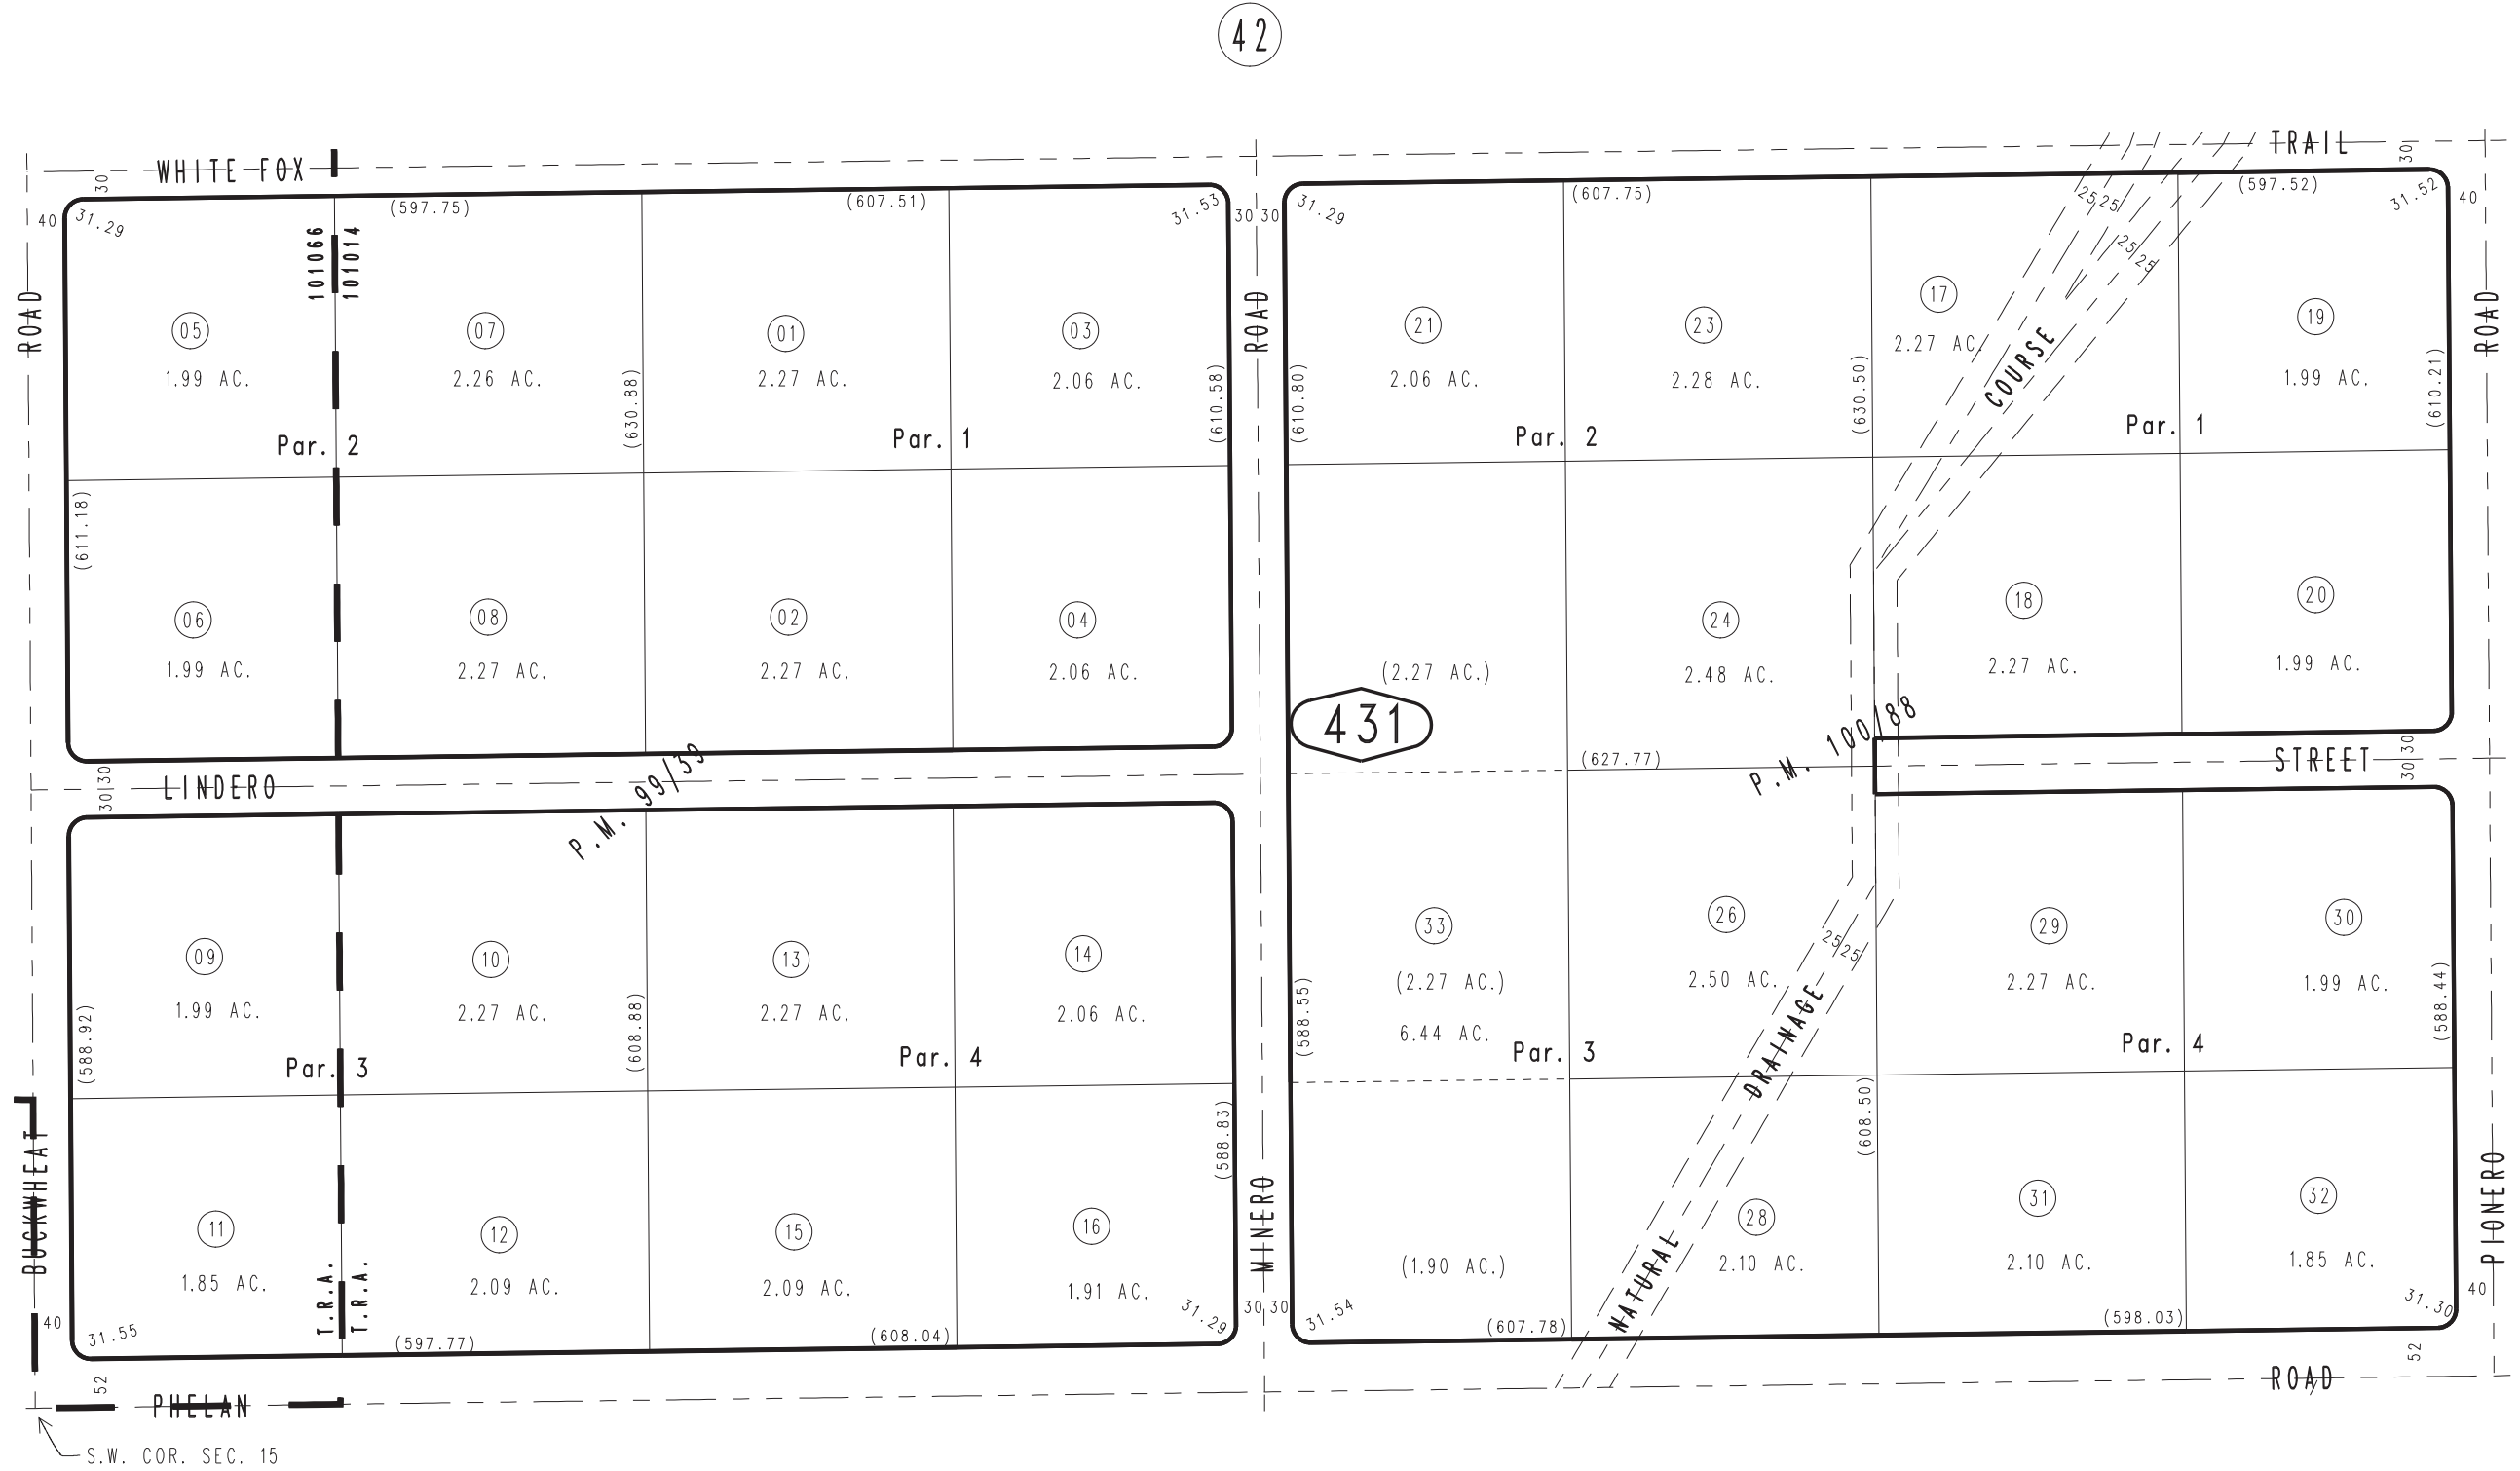 42
WHITE FOX
TRAIL
30
30
40
31.29
(597.75)
(607.51)
31.53
30 30
31.29
(607.75)
25 25
(597.52)
31.52
40
101066
101014
25 25
ROAD
ROAD
ROAD
05
1.99 AC.
07
2.26 AC.
01
2.27 AC.
03
2.06 AC.
21
2.06 AC.
23
2.28 AC.
17
2.27 AC.
COURSE
19
1.99 AC.
(630.88)
(610.58)
(610.80)
(630.50)
(610.21)
Par. 2
Par. 1
Par. 2
Par. 1
(611.18)
06
1.99 AC.
08
2.27 AC.
02
2.27 AC.
04
2.06 AC.
(2.27 AC.)
24
2.48 AC.
18
2.27 AC.
20
1.99 AC.
431
P.M. 99/39
P.M. 100/88
(627.77)
LINDERO
STREET
30 30
30 30
09
1.99 AC.
10
2.27 AC.
13
2.27 AC.
14
2.06 AC.
33
(2.27 AC.)
6.44 AC.
26
2.50 AC.
25 25
29
2.27 AC.
30
1.99 AC.
(588.92)
(608.88)
(588.55)
(588.44)
Par. 3
Par. 4
Par. 3
Par. 4
DRAINAGE
(588.83)
(608.50)
BUCKWHEAT
MINERO
PIONERO
11
1.85 AC.
12
2.09 AC.
15
2.09 AC.
16
1.91 AC.
(1.90 AC.)
NATURAL
28
2.10 AC.
31
2.10 AC.
32
1.85 AC.
T.R.A.
T.R.A.
40
31.55
(597.77)
(608.04)
31.29
30 30
31.54
(607.78)
(598.03)
31.30
40
52
52
PHELAN
ROAD
S.W. COR. SEC. 15